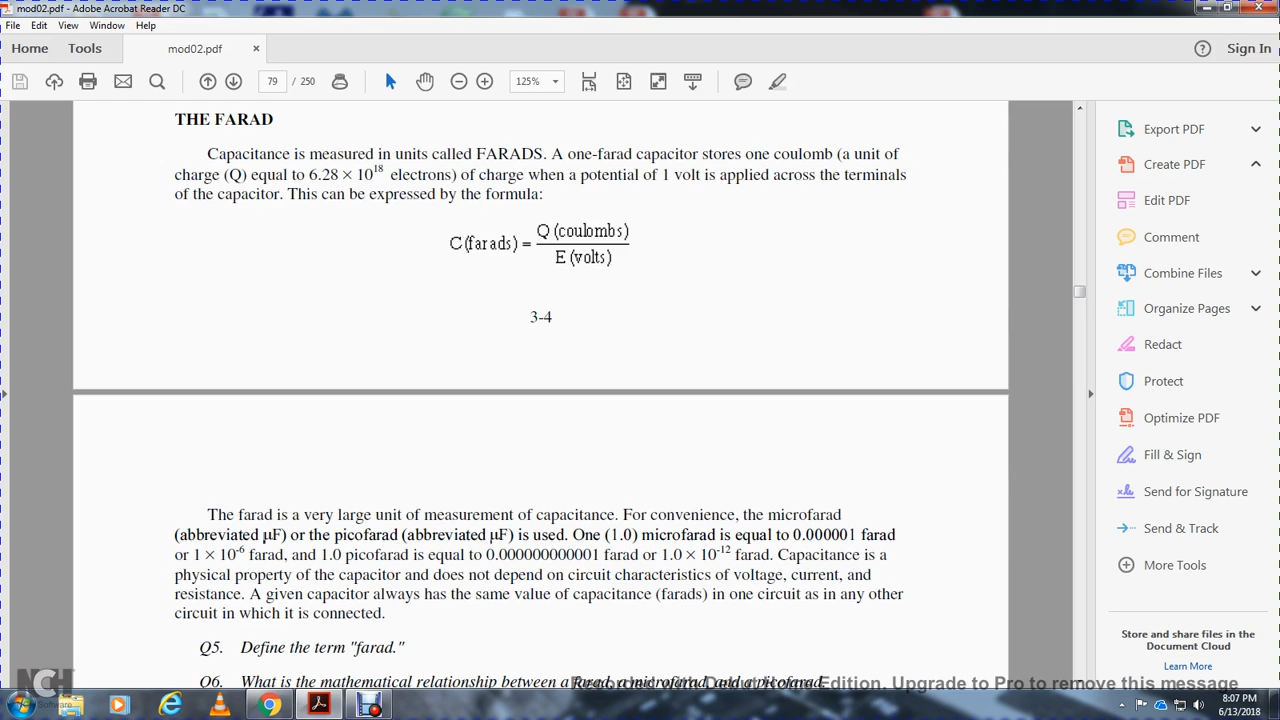 mod02.pdf - Adobe Acrobat Reader DC
File Edit View Window Help
Home Tools mod02.pdf × Sign In
79 / 250 125%
THE FARAD
Capacitance is measured in units called FARADS. A one-farad capacitor stores one coulomb (a unit of
charge (Q) equal to 6.28 × 10^18 electrons) of charge when a potential of 1 volt is applied across the terminals
of the capacitor. This can be expressed by the formula:
C(farads) = Q (coulombs) / E (volts)
3-4
The farad is a very large unit of measurement of capacitance. For convenience, the microfarad
(abbreviated μF) or the picofarad (abbreviated μF) is used. One (1.0) microfarad is equal to 0.000001 farad
or 1 × 10^-6 farad, and 1.0 picofarad is equal to 0.000000000001 farad or 1.0 × 10^-12 farad. Capacitance is a
physical property of the capacitor and does not depend on circuit characteristics of voltage, current, and
resistance. A given capacitor always has the same value of capacitance (farads) in one circuit as in any other
circuit in which it is connected.
Q5. Define the term "farad."
Q6. What is the mathematical relationship between a farad, a microfarad, and a picofarad.
Export PDF
Create PDF
Edit PDF
Comment
Combine Files
Organize Pages
Redact
Protect
Optimize PDF
Fill & Sign
Send for Signature
Send & Track
More Tools
Store and share files in the
Document Cloud
Learn More
Edition, Upgrade to Pro to remove this message
NCH
Software
8:07 PM
6/13/2018